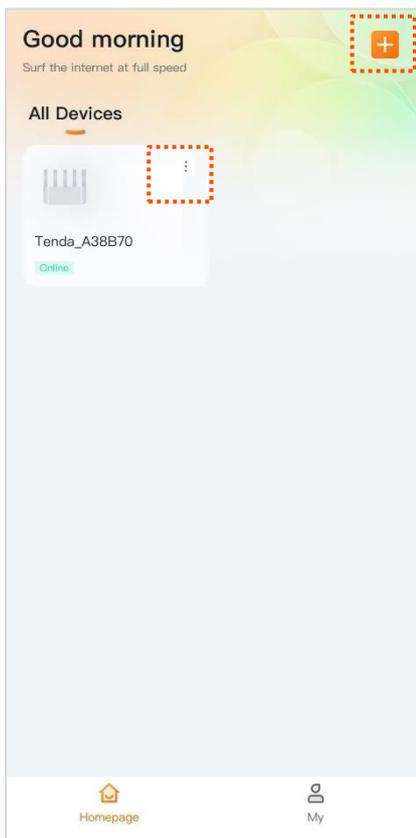 Good morning
Surf the internet at full speed
All Devices
Tenda_A38B70
Online
Homepage
My